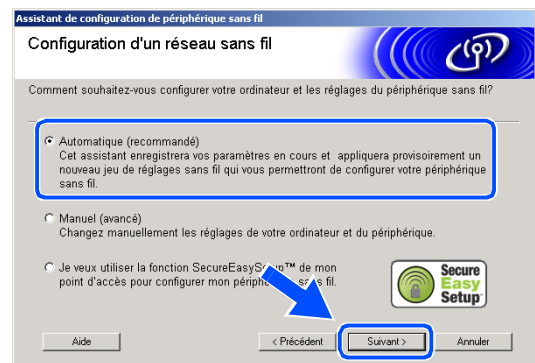 Assistant de configuration de périphérique sans fil
Configuration d'un réseau sans fil
Comment souhaitez-vous configurer votre ordinateur et les réglages du périphérique sans fil?
Automatique (recommandé)
Cet assistant enregistrera vos paramètres en cours et appliquera provisoirement un
nouveau jeu de réglages sans fil qui vous permettront de configurer votre périphérique
sans fil.
Manuel (avancé)
Changez manuellement les réglages de votre ordinateur et du périphérique.
Je veux utiliser la fonction SecureEasySetup™ de mon
point d'accès pour configurer mon périphérique sans fil.
Secure
Easy
Setup
Aide
< Précédent
Suivant >
Annuler